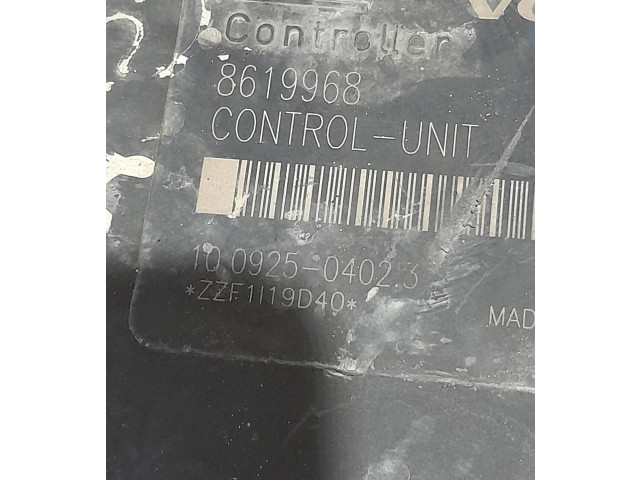 Controller
8619968
CONTROL-UNIT
10.0925-0402.3
*ZZF1I19D40*
MAD